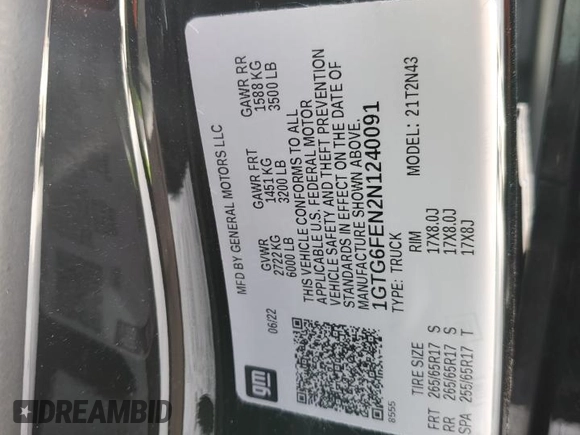 MFD BY GENERAL MOTORS LLC
gm
06/22
GVWR GAWR FRT GAWR RR
2722 KG 1451 KG 1588 KG
6000 LB 3200 LB 3500 LB
THIS VEHICLE CONFORMS TO ALL
APPLICABLE U.S. FEDERAL MOTOR
VEHICLE SAFETY AND THEFT PREVENTION
STANDARDS IN EFFECT ON THE DATE OF
MANUFACTURE SHOWN ABOVE.
1GTG6FEN2N1240091
8555
TYPE: TRUCK MODEL: 21T2N43
TIRE SIZE RIM
FRT 265/65R17 S 17X8.0J
RR 265/65R17 S 17X8.0J
SPA 255/65R17 T 17X8J
DREAMBID